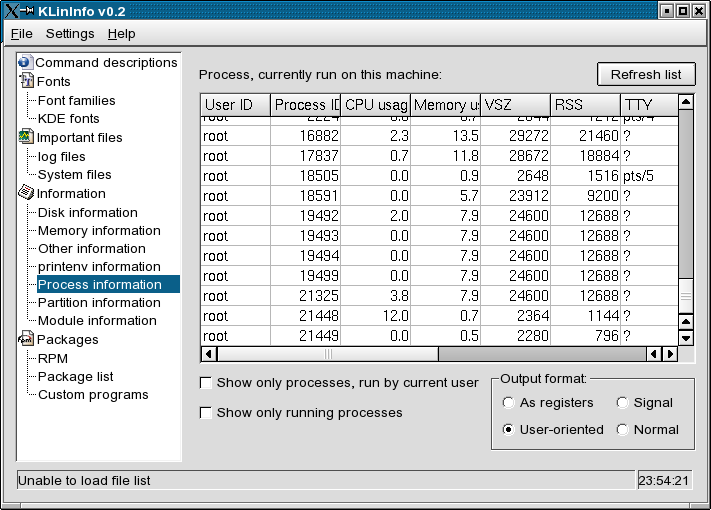 KLinInfo v0.2
File Settings Help
Command descriptions
Fonts
Font families
KDE fonts
Important files
log files
System files
Information
Disk information
Memory information
Other information
printenv information
Process information
Partition information
Module information
Packages
RPM
Package list
Custom programs
Process, currently run on this machine:
Refresh list
User ID Process ID CPU usag Memory us VSZ RSS TTY
root 16882 2.3 13.5 29272 21460 ?
root 17837 0.7 11.8 28672 18884 ?
root 18505 0.0 0.9 2648 1516 pts/5
root 18591 0.0 5.7 23912 9200 ?
root 19492 2.0 7.9 24600 12688 ?
root 19493 0.0 7.9 24600 12688 ?
root 19494 0.0 7.9 24600 12688 ?
root 19499 0.0 7.9 24600 12688 ?
root 21325 3.8 7.9 24600 12688 ?
root 21448 12.0 0.7 2364 1144 ?
root 21449 0.0 0.5 2280 796 ?
Show only processes, run by current user
Show only running processes
Output format:
As registers Signal
User-oriented Normal
Unable to load file list
23:54:21